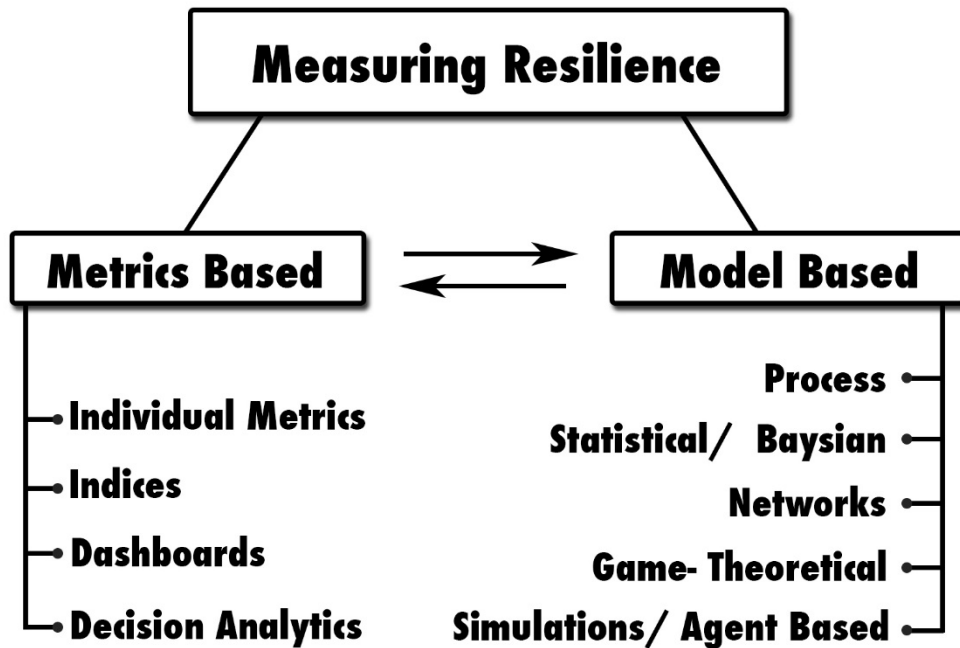 Measuring Resilience
Metrics Based
Model Based
Individual Metrics
Indices
Dashboards
Decision Analytics
Process
Statistical/ Baysian
Networks
Game- Theoretical
Simulations/ Agent Based